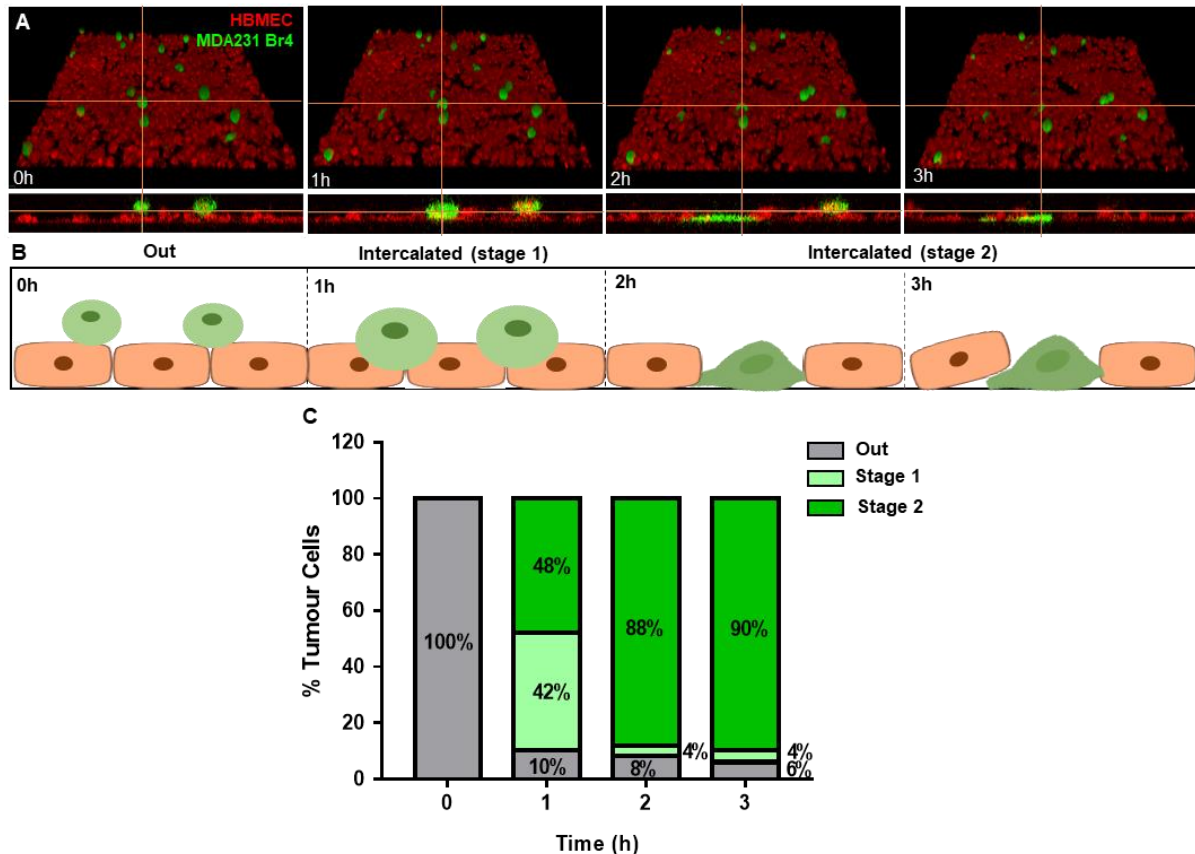 A
HBMEC
MDA231 Br4
0h
1h
2h
3h
B
Out
Intercalated (stage 1)
Intercalated (stage 2)
0h
1h
2h
3h
C
% Tumour Cells
120
100
80
60
40
20
0
100%
48%
42%
10%
88%
4%
8%
90%
4%
6%
0
1
2
3
Time (h)
Out
Stage 1
Stage 2